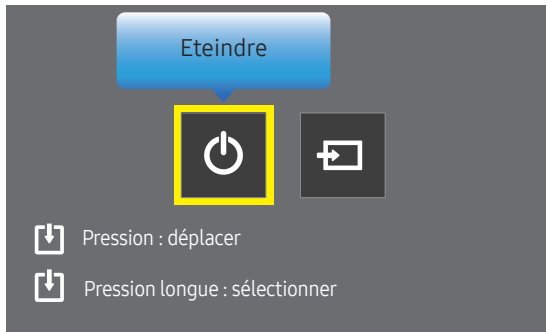 Eteindre
Pression : déplacer
Pression longue : sélectionner